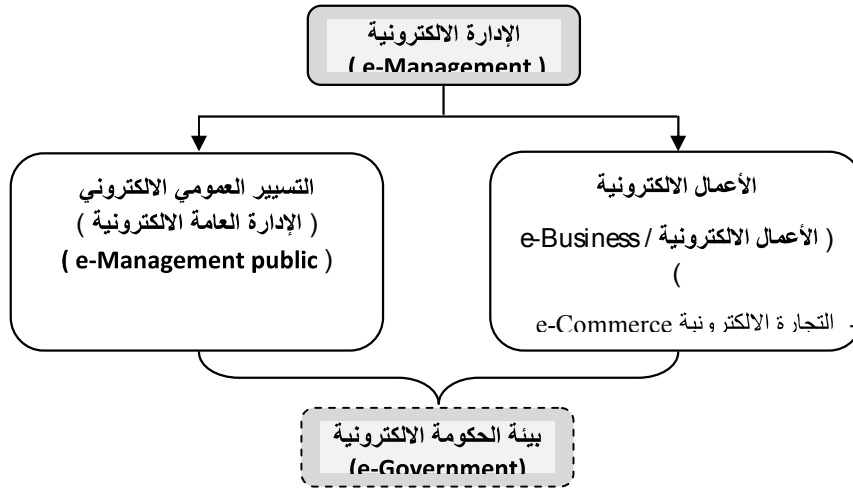 الإدارة الالكترونية
( e-Management )
التسيير العمومي الالكتروني
( الإدارة العامة الالكترونية )
( e-Management public )
الأعمال الالكترونية
( الأعمال الالكترونية / e-Business
)
- التجارة الالكترونية e-Commerce
بيئة الحكومة الالكترونية
(e-Government)